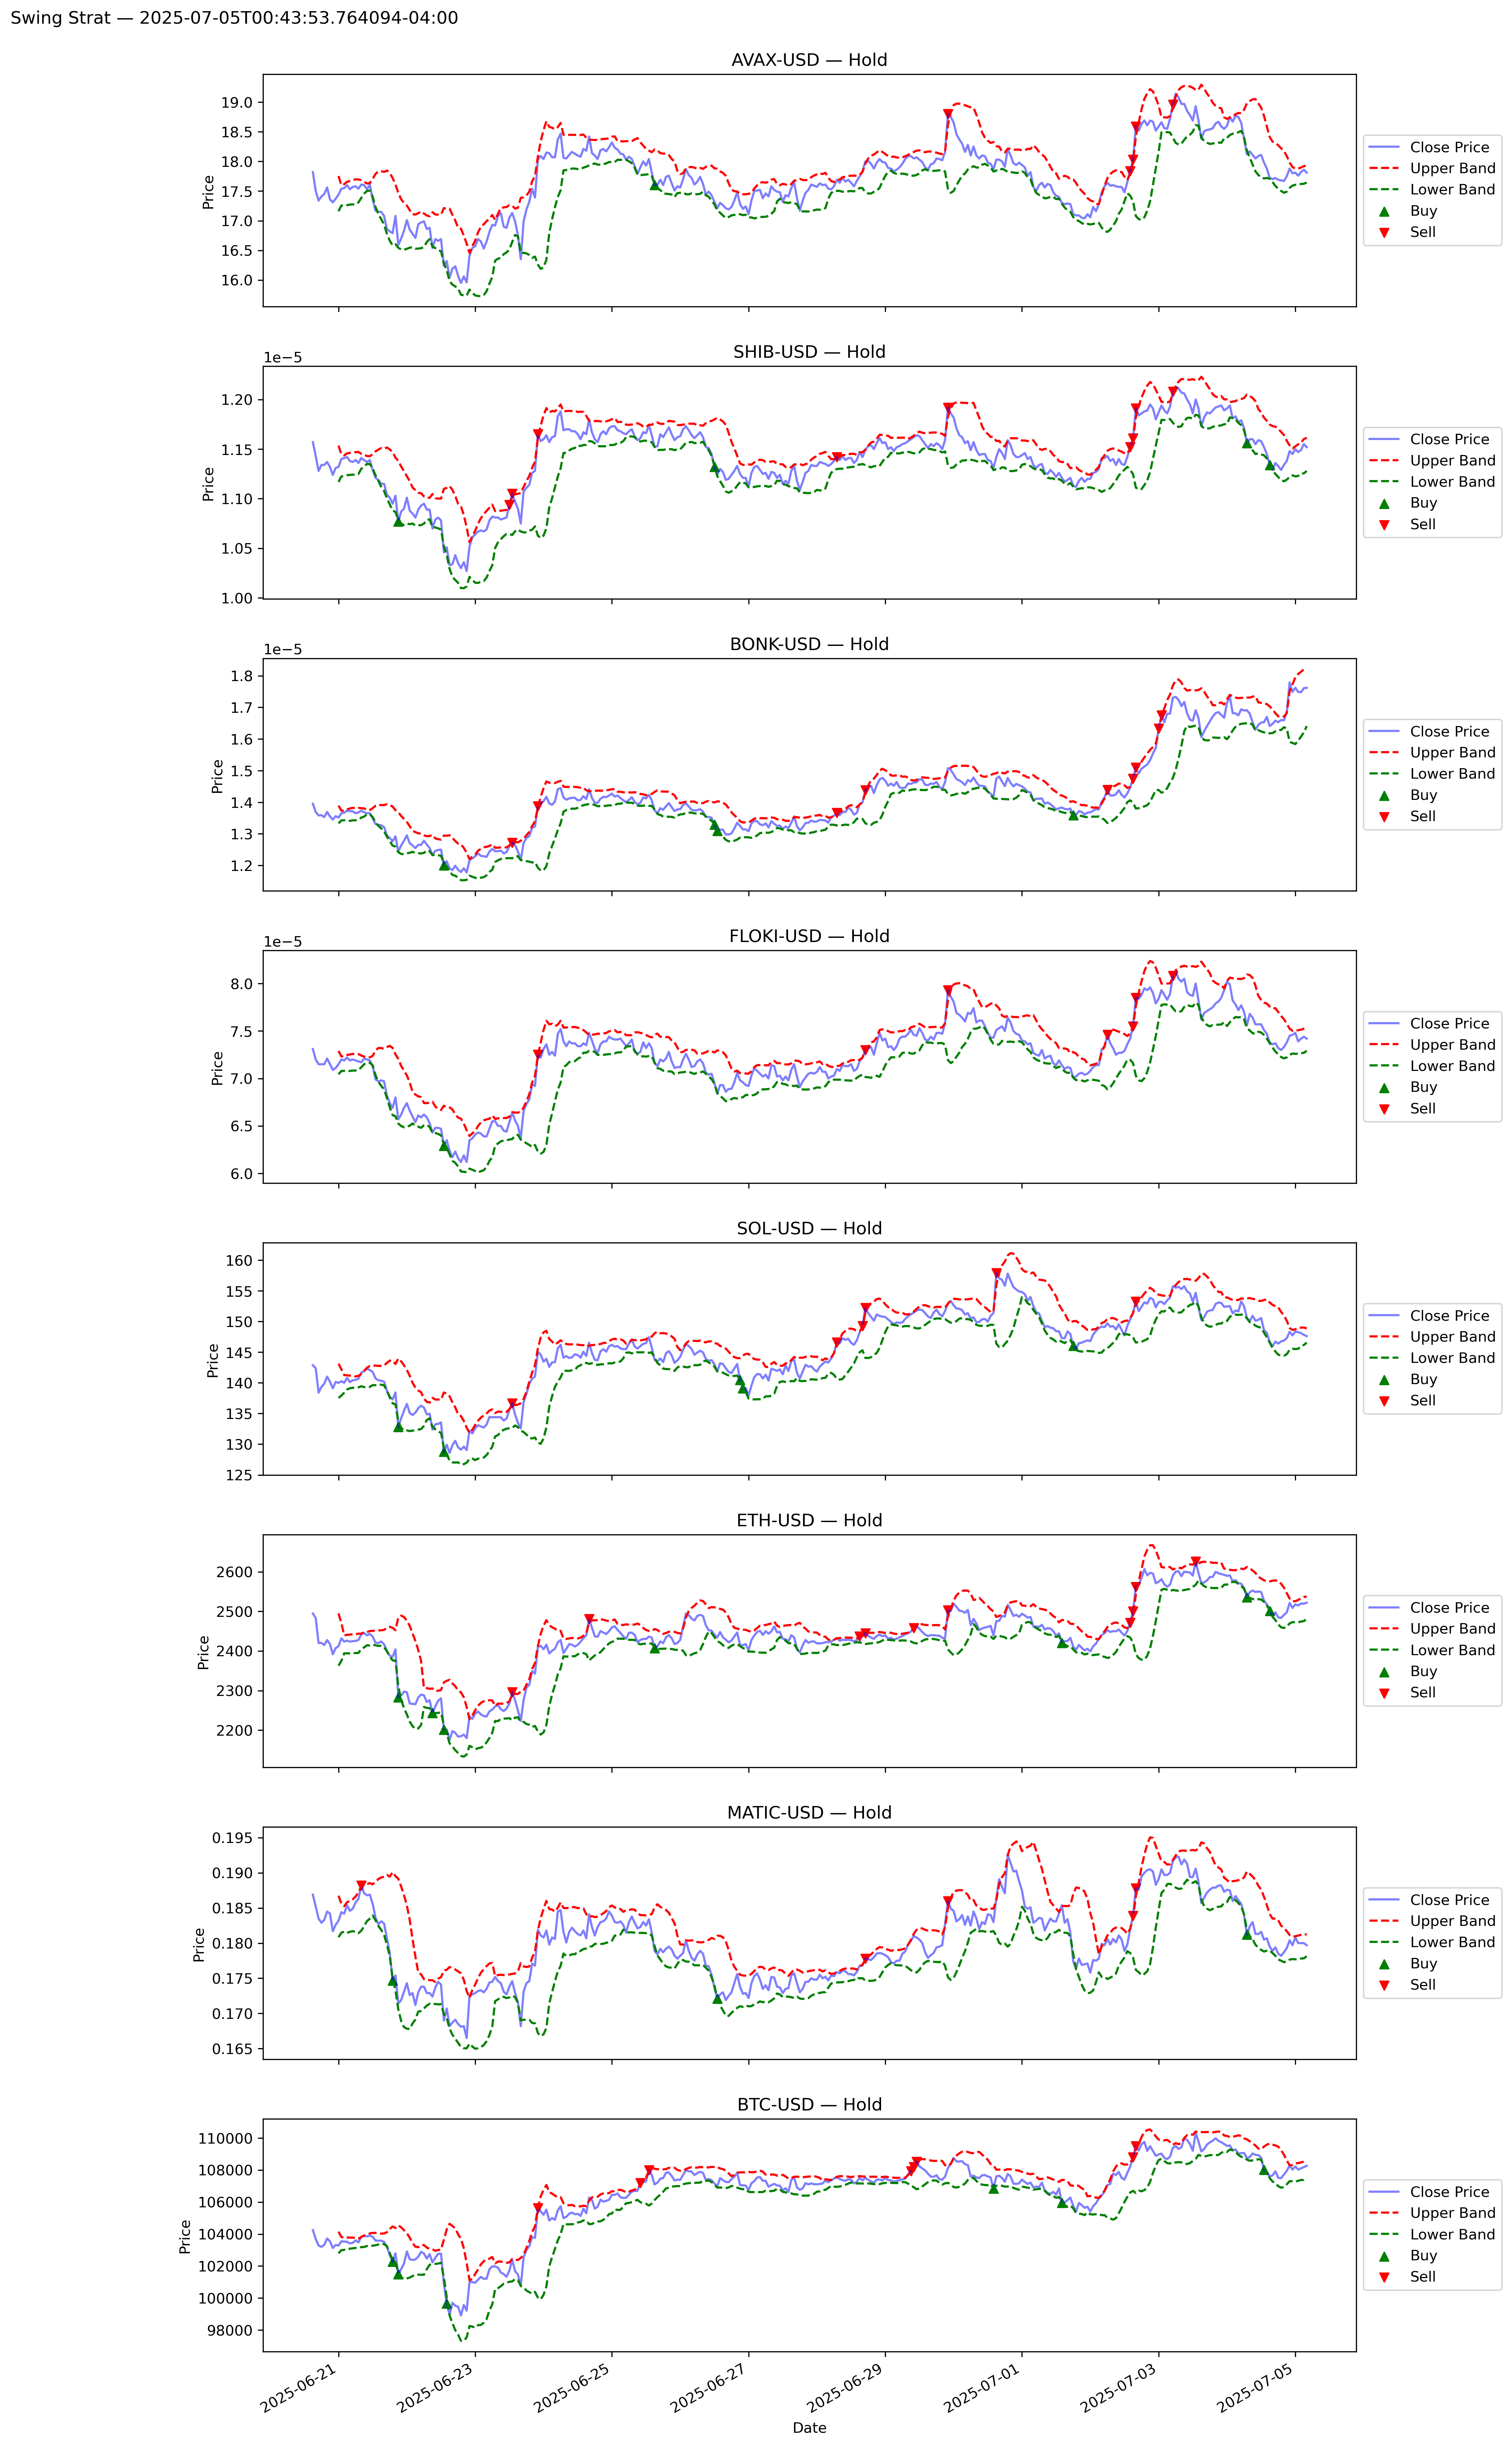 Swing Strat — 2025-07-05T00:43:53.764094-04:00
AVAX-USD — Hold
19.0
18.5
18.0
17.5
17.0
16.5
16.0
Price
Close Price
Upper Band
Lower Band
Buy
Sell
SHIB-USD — Hold
1e−5
1.20
1.15
1.10
1.05
1.00
Price
Close Price
Upper Band
Lower Band
Buy
Sell
BONK-USD — Hold
1e−5
1.8
1.7
1.6
1.5
1.4
1.3
1.2
Price
Close Price
Upper Band
Lower Band
Buy
Sell
FLOKI-USD — Hold
1e−5
8.0
7.5
7.0
6.5
6.0
Price
Close Price
Upper Band
Lower Band
Buy
Sell
SOL-USD — Hold
160
155
150
145
140
135
130
125
Price
Close Price
Upper Band
Lower Band
Buy
Sell
ETH-USD — Hold
2600
2500
2400
2300
2200
Price
Close Price
Upper Band
Lower Band
Buy
Sell
MATIC-USD — Hold
0.195
0.190
0.185
0.180
0.175
0.170
0.165
Price
Close Price
Upper Band
Lower Band
Buy
Sell
BTC-USD — Hold
110000
108000
106000
104000
102000
100000
98000
Price
Close Price
Upper Band
Lower Band
Buy
Sell
2025-06-21
2025-06-23
2025-06-25
2025-06-27
2025-06-29
2025-07-01
2025-07-03
2025-07-05
Date